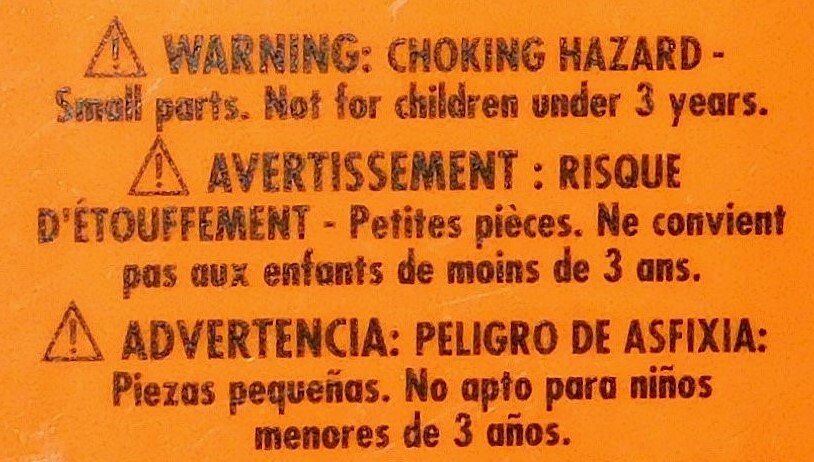 ⚠ WARNING: CHOKING HAZARD -
Small parts. Not for children under 3 years.
⚠ AVERTISSEMENT : RISQUE
D'ÉTOUFFEMENT - Petites pièces. Ne convient
pas aux enfants de moins de 3 ans.
⚠ ADVERTENCIA: PELIGRO DE ASFIXIA:
Piezas pequeñas. No apto para niños
menores de 3 años.